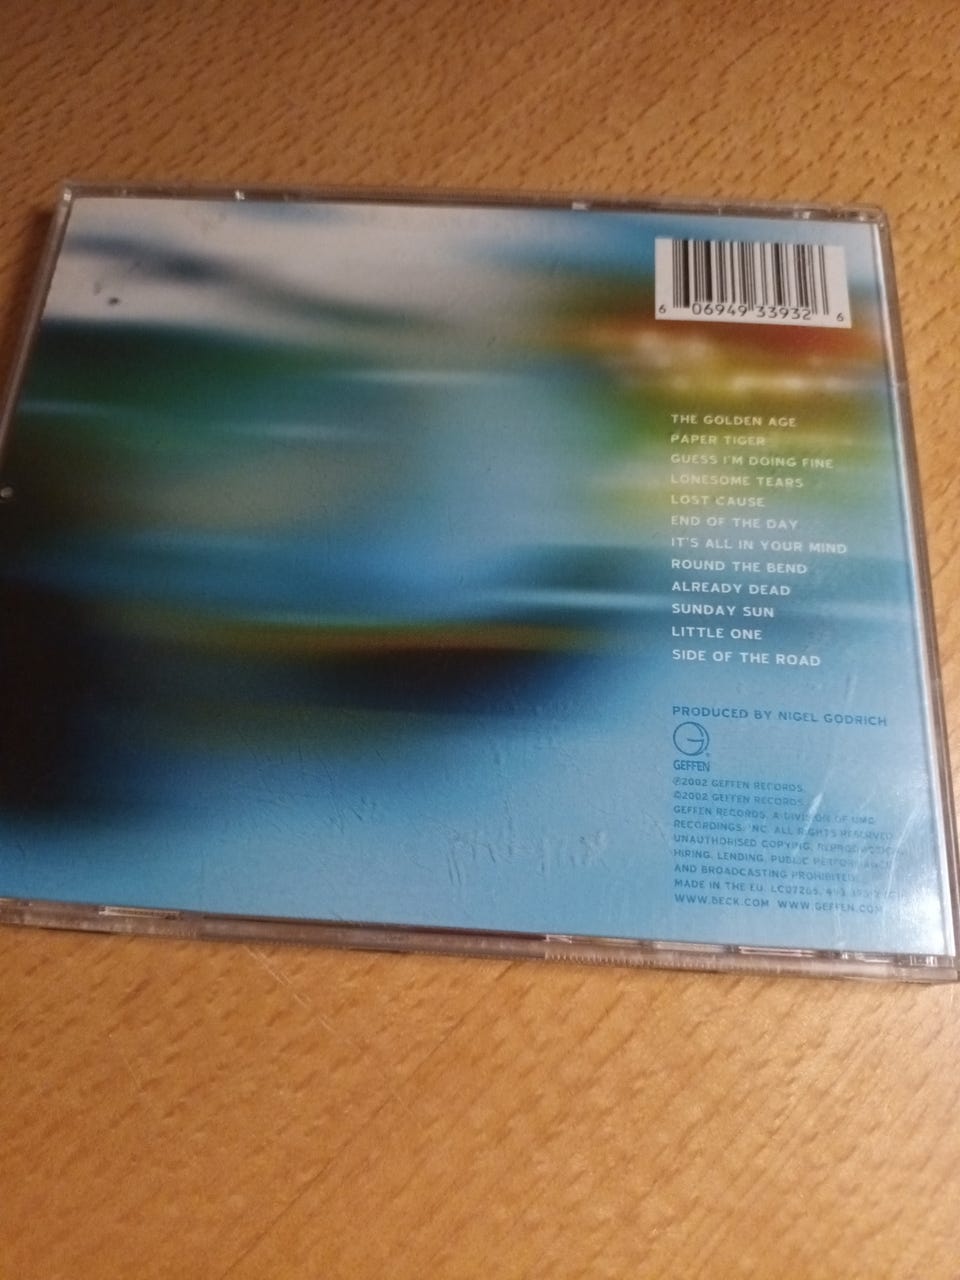 6 06949 33932 6
THE GOLDEN AGE
PAPER TIGER
GUESS I'M DOING FINE
LONESOME TEARS
LOST CAUSE
END OF THE DAY
IT'S ALL IN YOUR MIND
ROUND THE BEND
ALREADY DEAD
SUNDAY SUN
LITTLE ONE
SIDE OF THE ROAD
PRODUCED BY NIGEL GODRICH
G
GEFFEN
℗2002 GEFFEN RECORDS.
©2002 GEFFEN RECORDS.
GEFFEN RECORDS, A DIVISION OF UMG
RECORDINGS, INC. ALL RIGHTS RESERVED.
UNAUTHORISED COPYING, REPRODUCTION,
HIRING, LENDING, PUBLIC PERFORMANCE
AND BROADCASTING PROHIBITED.
MADE IN THE EU. LC07266.
WWW.BECK.COM WWW.GEFFEN.COM